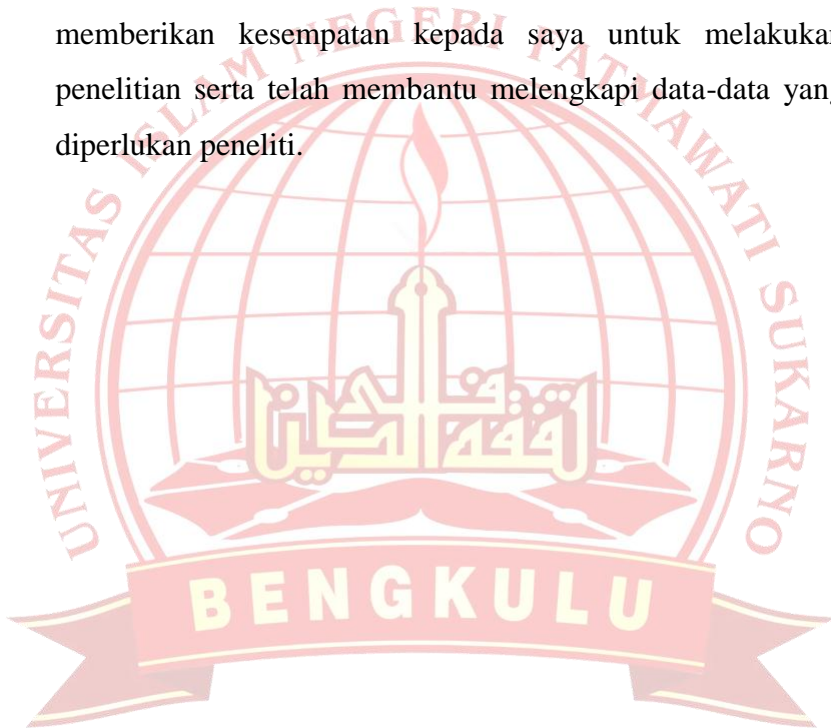 memberikan kesempatan kepada saya untuk melakukan
penelitian serta telah membantu melengkapi data-data yang
diperlukan peneliti.
UNIVERSITAS ISLAM NEGERI FATMAWATI SUKARNO
BENGKULU